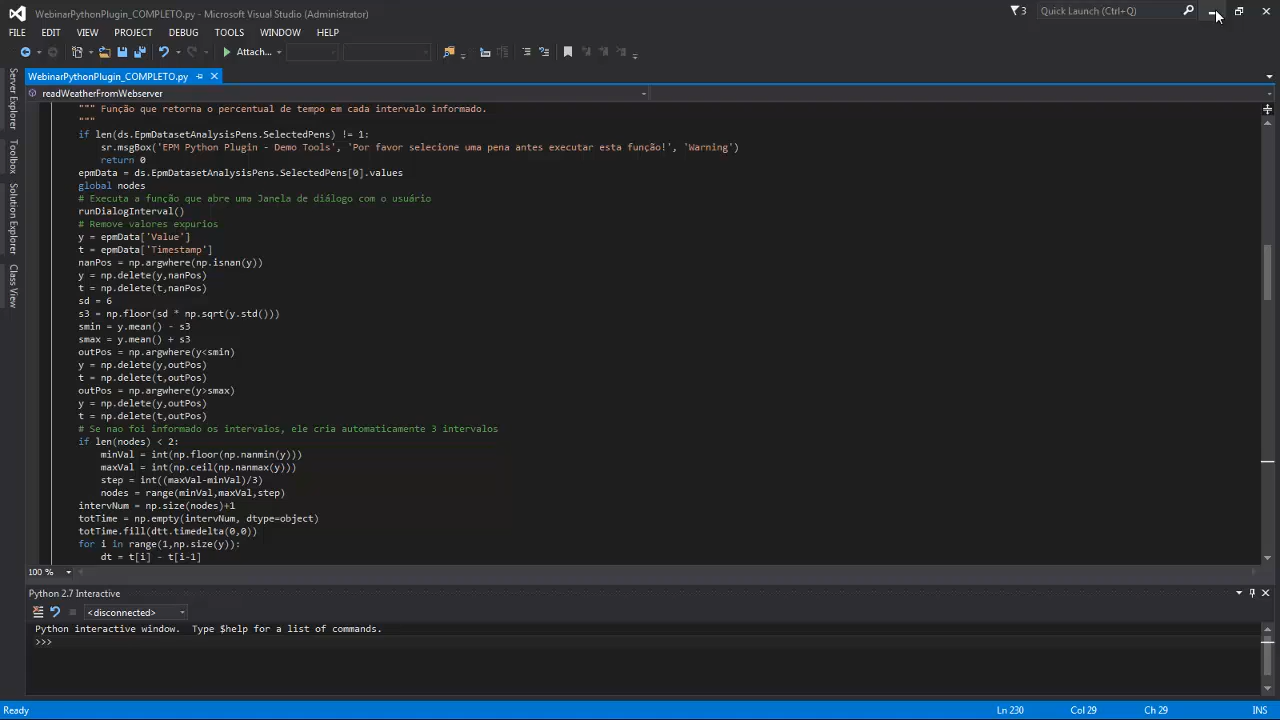 WebinarPythonPlugin_COMPLETO.py - Microsoft Visual Studio (Administrator)
3
Quick Launch (Ctrl+Q)
FILE EDIT VIEW PROJECT DEBUG TOOLS WINDOW HELP
Attach...
WebinarPythonPlugin_COMPLETO.py
readWeatherFromWebserver
Server Explorer
Toolbox
Solution Explorer
Class View
""" Função que retorna o percentual de tempo em cada intervalo informado.
"""
if len(ds.EpmDatasetAnalysisPens.SelectedPens) != 1:
sr.msgBox('EPM Python Plugin - Demo Tools', 'Por favor selecione uma pena antes executar esta função!', 'Warning')
return 0
epmData = ds.EpmDatasetAnalysisPens.SelectedPens[0].values
global nodes
# Executa a função que abre uma Janela de diálogo com o usuário
runDialogInterval()
# Remove valores expurios
y = epmData['Value']
t = epmData['Timestamp']
nanPos = np.argwhere(np.isnan(y))
y = np.delete(y,nanPos)
t = np.delete(t,nanPos)
sd = 6
s3 = np.floor(sd * np.sqrt(y.std()))
smin = y.mean() - s3
smax = y.mean() + s3
outPos = np.argwhere(y<smin)
y = np.delete(y,outPos)
t = np.delete(t,outPos)
outPos = np.argwhere(y>smax)
y = np.delete(y,outPos)
t = np.delete(t,outPos)
# Se nao foi informado os intervalos, ele cria automaticamente 3 intervalos
if len(nodes) < 2:
minVal = int(np.floor(np.nanmin(y)))
maxVal = int(np.ceil(np.nanmax(y)))
step = int((maxVal-minVal)/3)
nodes = range(minVal,maxVal,step)
intervNum = np.size(nodes)+1
totTime = np.empty(intervNum, dtype=object)
totTime.fill(dtt.timedelta(0,0))
for i in range(1,np.size(y)):
dt = t[i] - t[i-1]
100 %
Python 2.7 Interactive
<disconnected>
Python interactive window.  Type $help for a list of commands.
>>>
Ready Ln 230 Col 29 Ch 29 INS